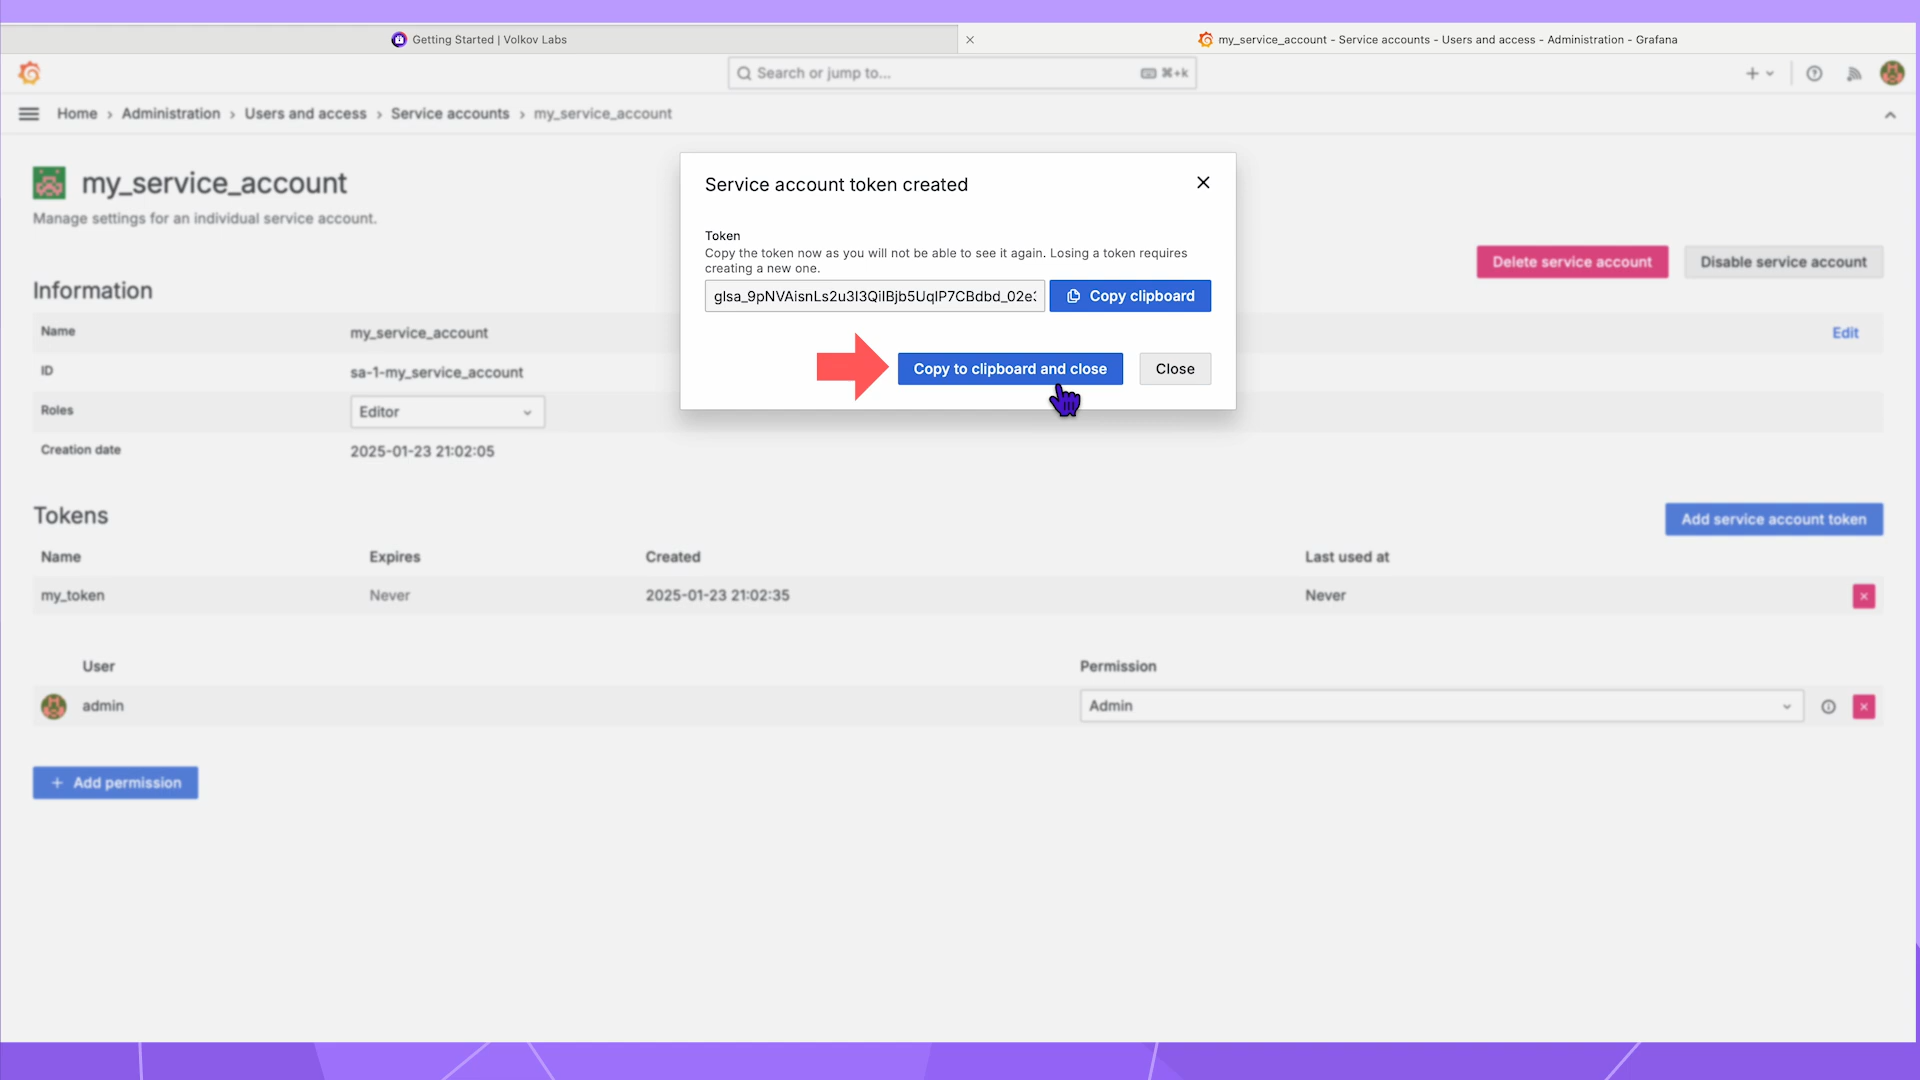 Getting Started | Volkov Labs
my_service_account - Service accounts - Users and access - Administration - Grafana
Search or jump to...
⌘+k
Home › Administration › Users and access › Service accounts › my_service_account
my_service_account
Manage settings for an individual service account.
Delete service account
Disable service account
Information
Name my_service_account
Edit
ID sa-1-my_service_account
Roles Editor
Creation date 2025-01-23 21:02:05
Service account token created
Token
Copy the token now as you will not be able to see it again. Losing a token requires
creating a new one.
Copy clipboard
Copy to clipboard and close
Close
Tokens
Add service account token
Name Expires Created Last used at
my_token Never 2025-01-23 21:02:35 Never
User Permission
admin Admin
+ Add permission